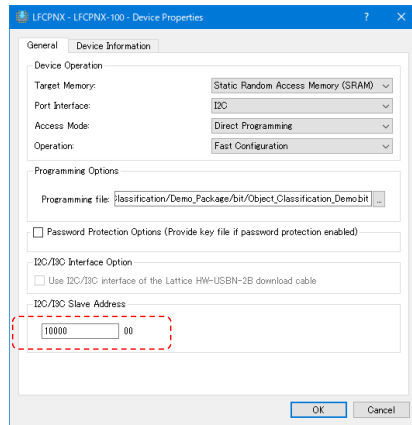 LFCPNX - LFCPNX-100 - Device Properties ? ×
General Device Information
Device Operation
Target Memory: Static Random Access Memory (SRAM)
Port Interface: I2C
Access Mode: Direct Programming
Operation: Fast Configuration
Programming Options
Programming file: Classification/Demo_Package/bit/Object_Classification_Demo.bit ...
Password Protection Options (Provide key file if password protection enabled)
I2C/I3C Interface Option
Use I2C/I3C interface of the Lattice HW-USBN-2B download cable
I2C/I3C Slave Address
10000 00
OK Cancel